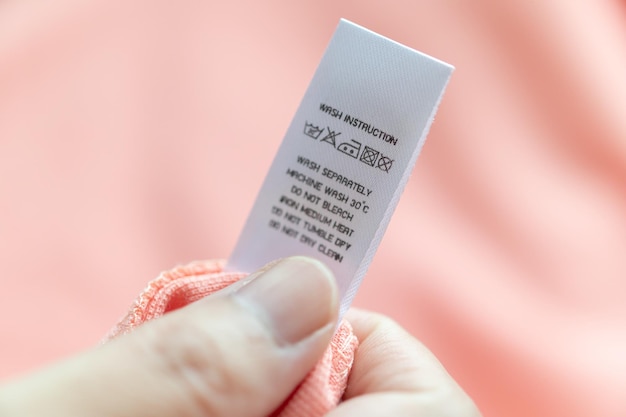 WASH INSTRUCTION
WASH SEPARATELY
MACHINE WASH 30°C
DO NOT BLEACH
IRON MEDIUM HEAT
DO NOT TUMBLE DPY
DO NOT DRY CLEAN